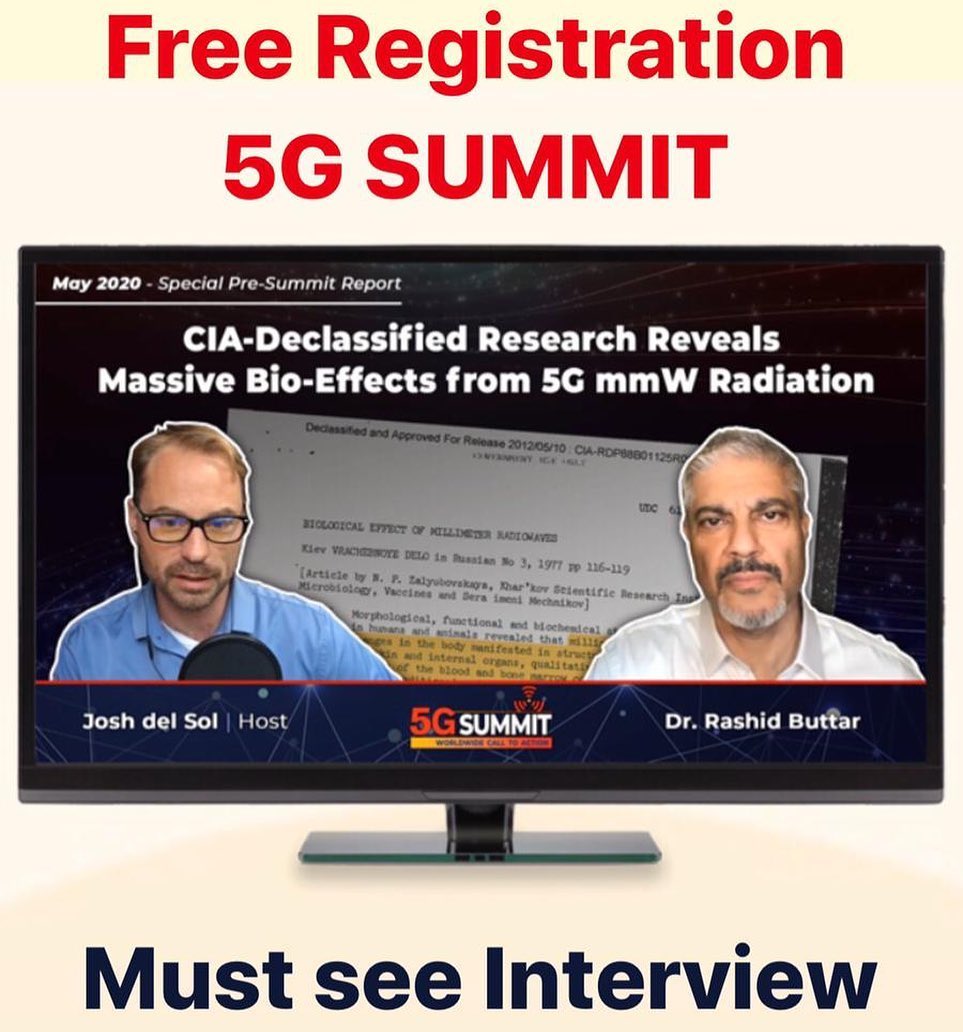 Free Registration
5G SUMMIT
May 2020 - Special Pre-Summit Report
CIA-Declassified Research Reveals
Massive Bio-Effects from 5G mmW Radiation
Declassified and Approved For Release 2012/05/10 : CIA-RDP88B01125R0
UDC 61
BIOLOGICAL EFFECT OF MILLIMETER RADIOWAVES
Kiev VRACHEBNOYE DELO in Russian No 3, 1977 pp 116-119
[Article by N. P. Zalyubovskaya, Khar'kov Scientific Research Ins
Microbiology, Vaccines and Sera imeni Mechnikov]
Morphological, functional and biochemical
in humans and animals revealed that milli
in the body manifested in struct
and internal organs, qualitati
of the blood and bone marrow
Josh del Sol | Host
5G SUMMIT
WORLDWIDE CALL TO ACTION
Dr. Rashid Buttar
Must see Interview